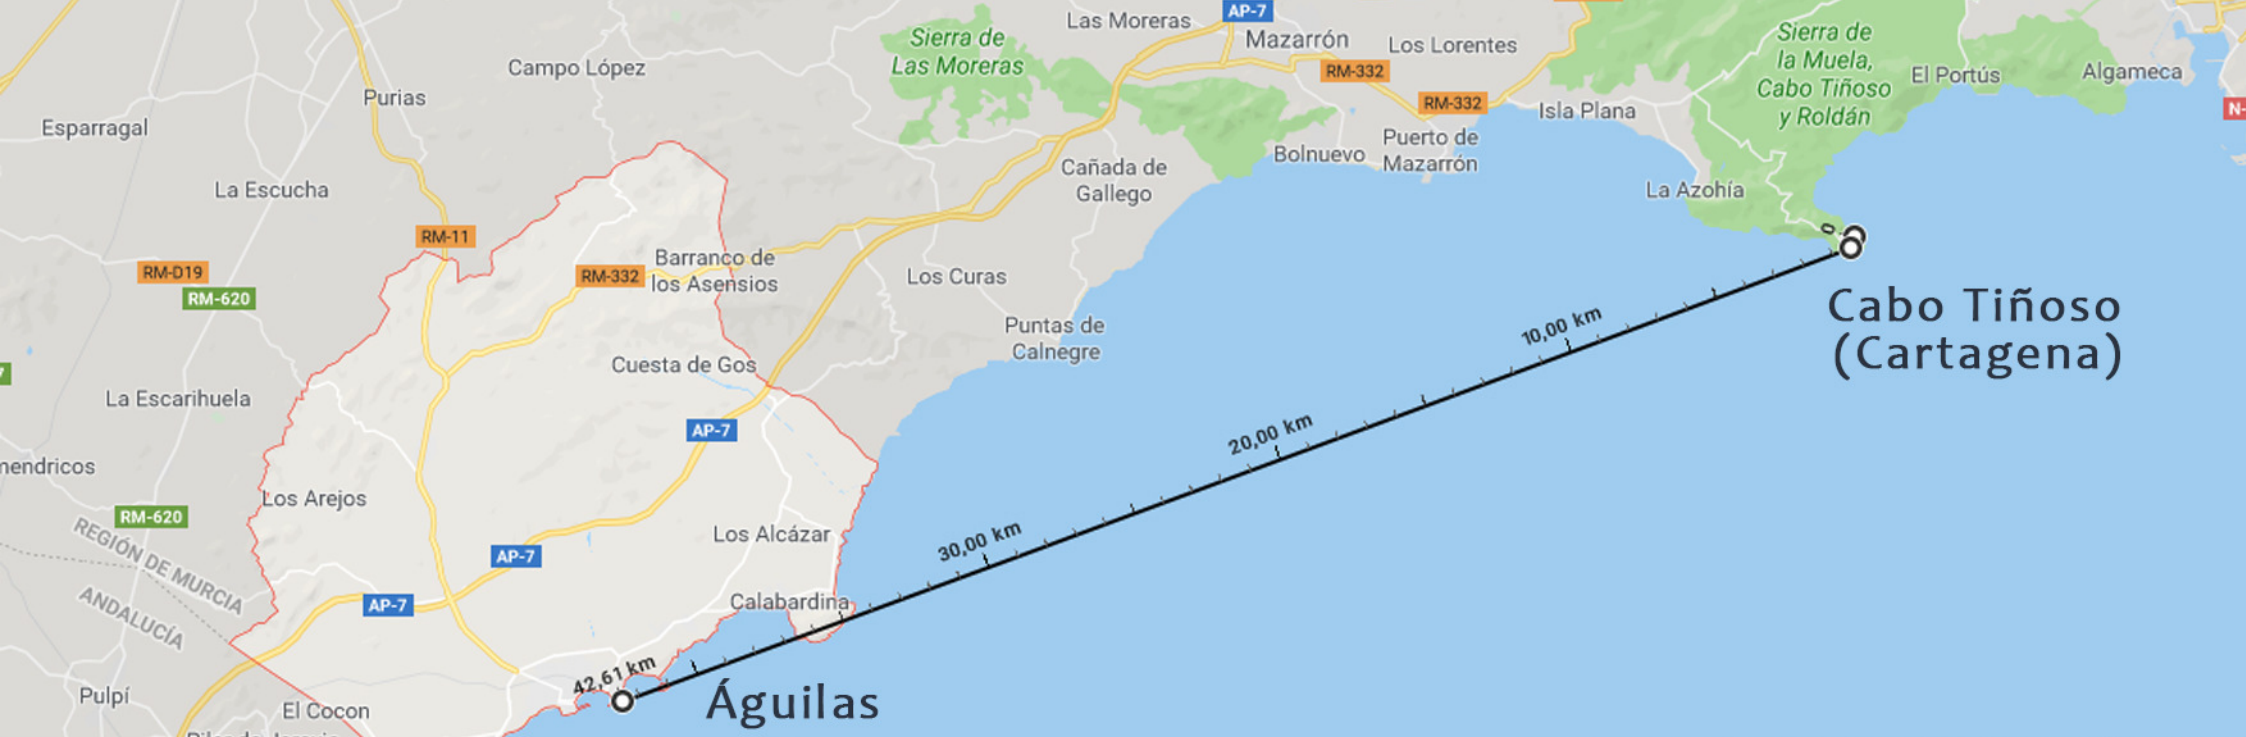 Las Moreras
AP-7
Mazarrón
Los Lorentes
Sierra de
Las Moreras
Sierra de
la Muela,
Cabo Tiñoso
y Roldán
Campo López
RM-332
El Portús
Algameca
Purias
RM-332
Isla Plana
N-
Esparragal
Puerto de
Mazarrón
Bolnuevo
Cañada de
Gallego
La Escucha
La Azohía
RM-11
0
Barranco de
los Asensios
RM-D19
RM-332
Los Curas
RM-620
Cabo Tiñoso
(Cartagena)
10,00 km
Puntas de
Calnegre
Cuesta de Gos
7
La Escarihuela
AP-7
20,00 km
mendricos
Los Arejos
RM-620
REGIÓN DE MURCIA
ANDALUCÍA
Los Alcázar
30,00 km
AP-7
AP-7
Calabardina
42,61 km
Águilas
Pulpí
El Cocon